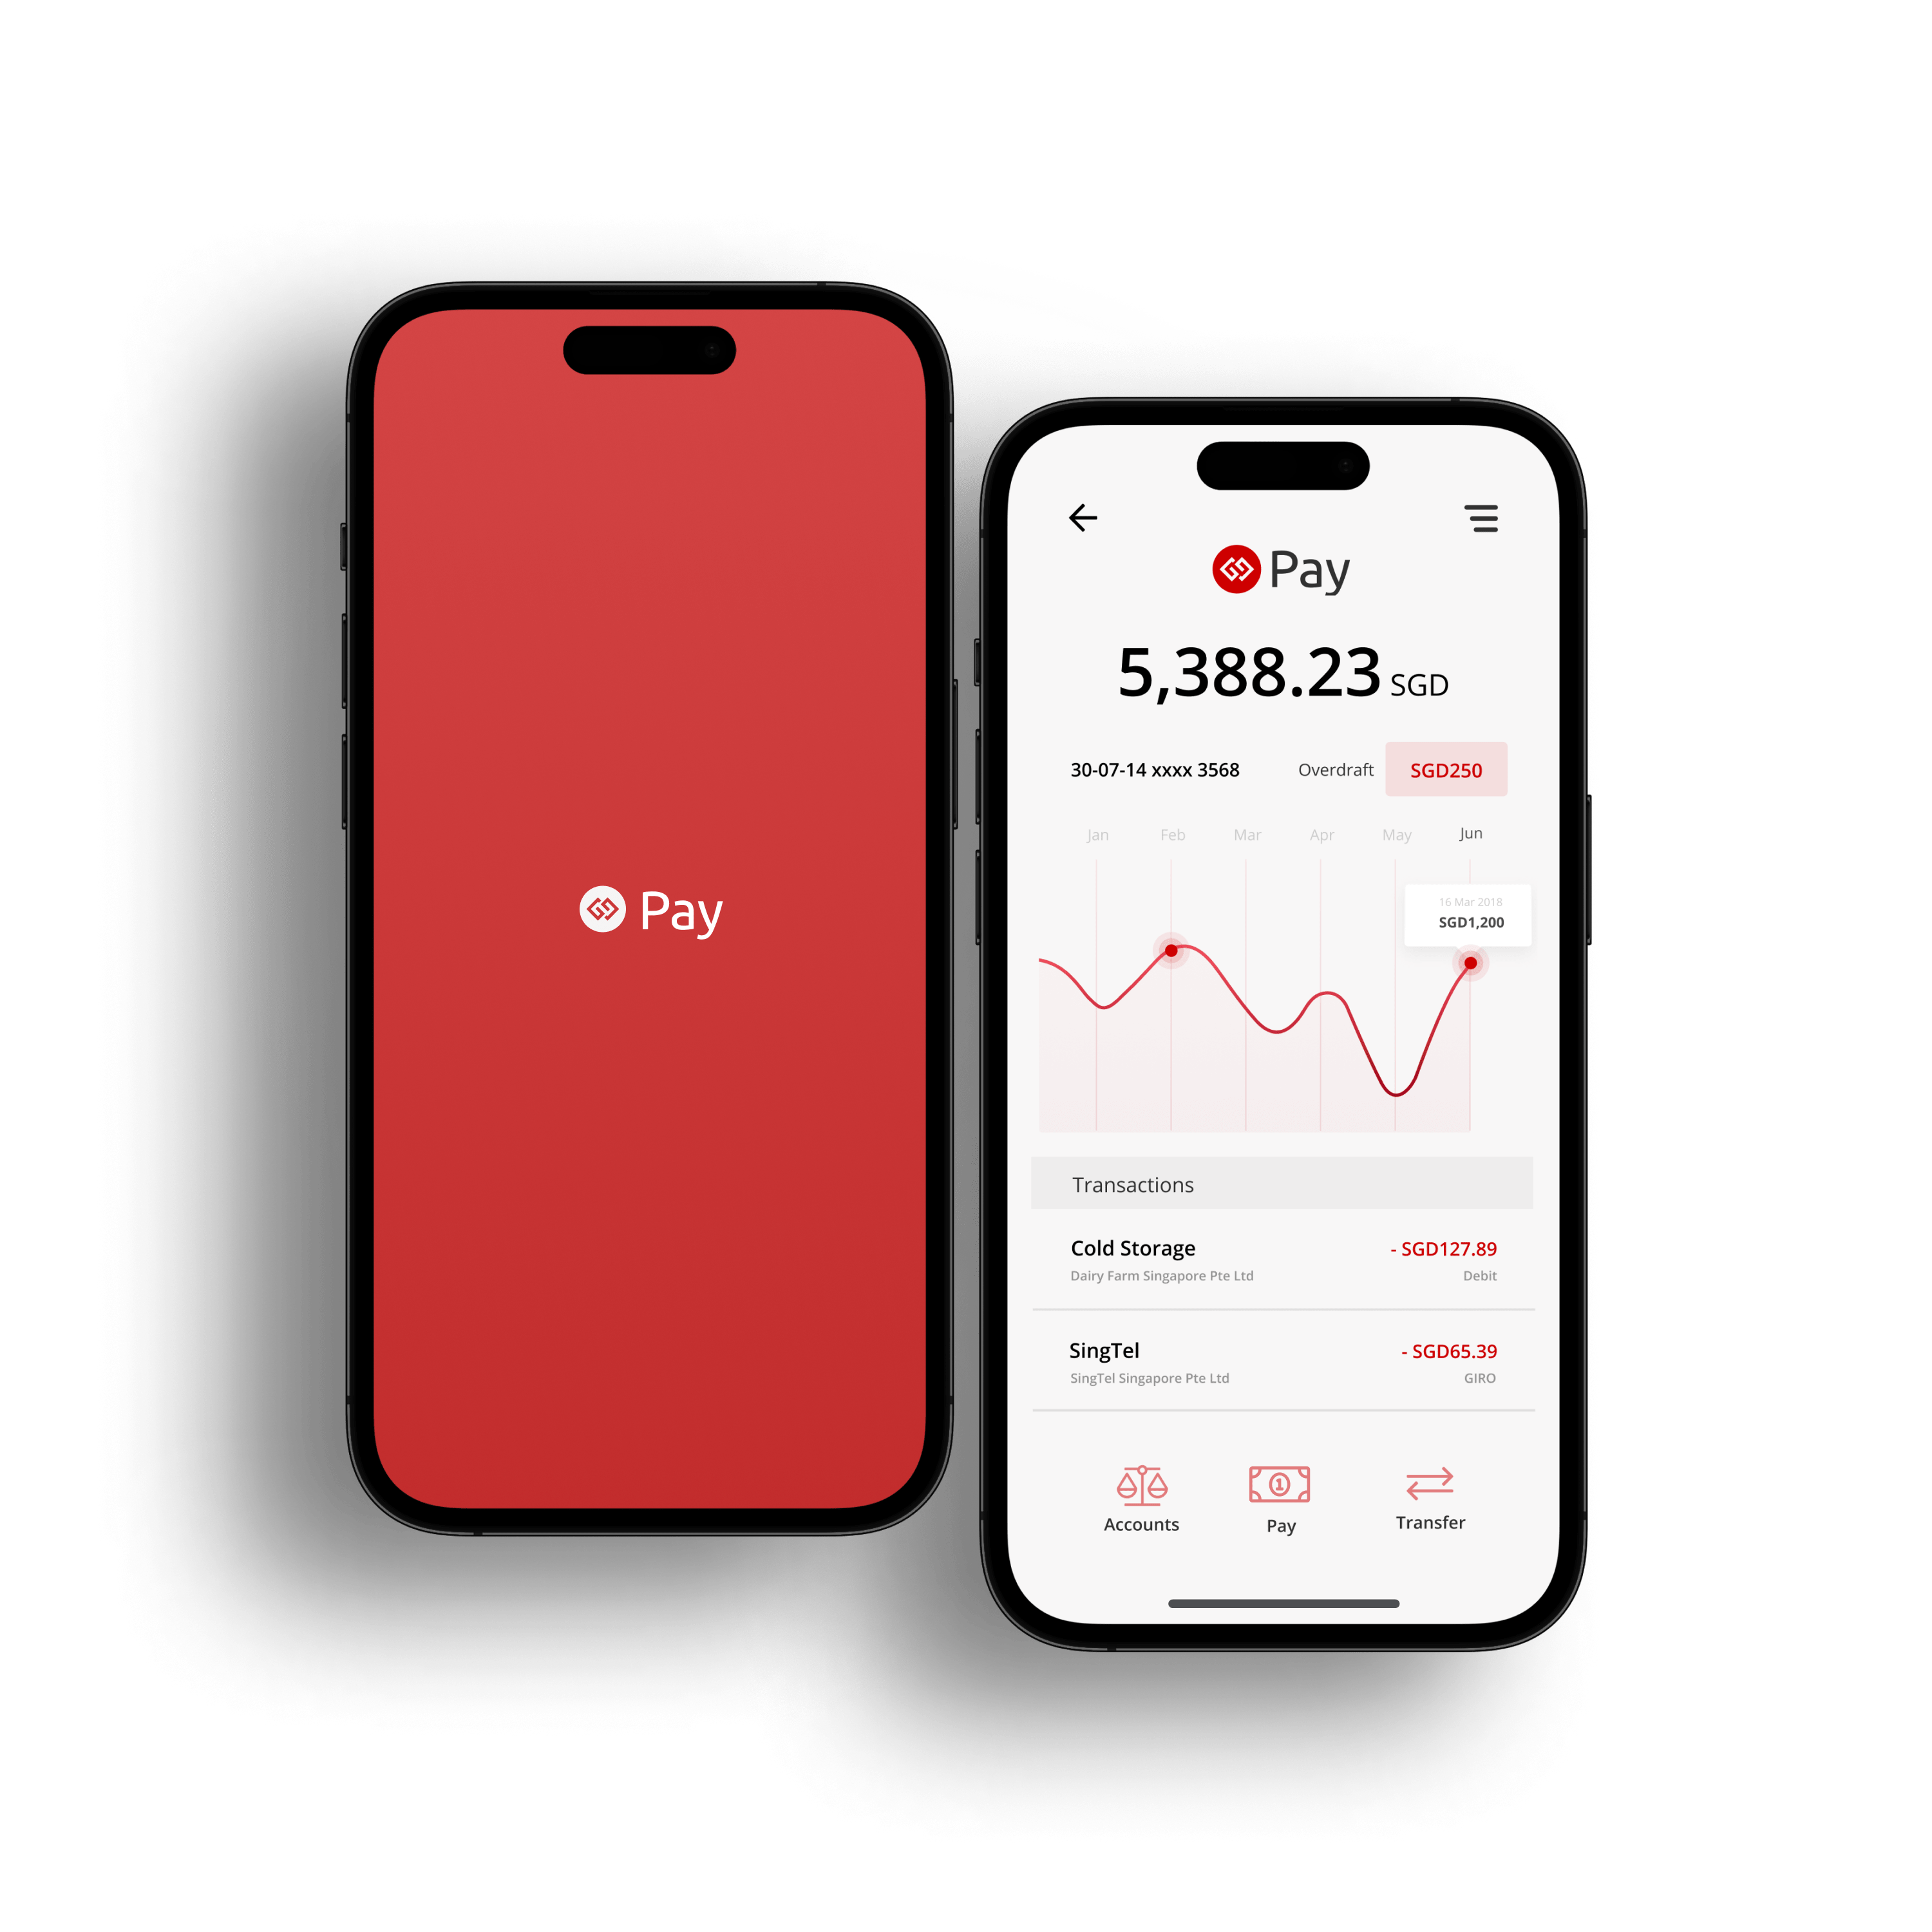 Pay
Pay
5,388.23 SGD
30-07-14 xxxx 3568 Overdraft SGD250
Jan Feb Mar Apr May Jun
16 Mar 2018
SGD1,200
Transactions
Cold Storage - SGD127.89
Dairy Farm Singapore Pte Ltd Debit
SingTel - SGD65.39
SingTel Singapore Pte Ltd GIRO
1
Accounts Pay Transfer